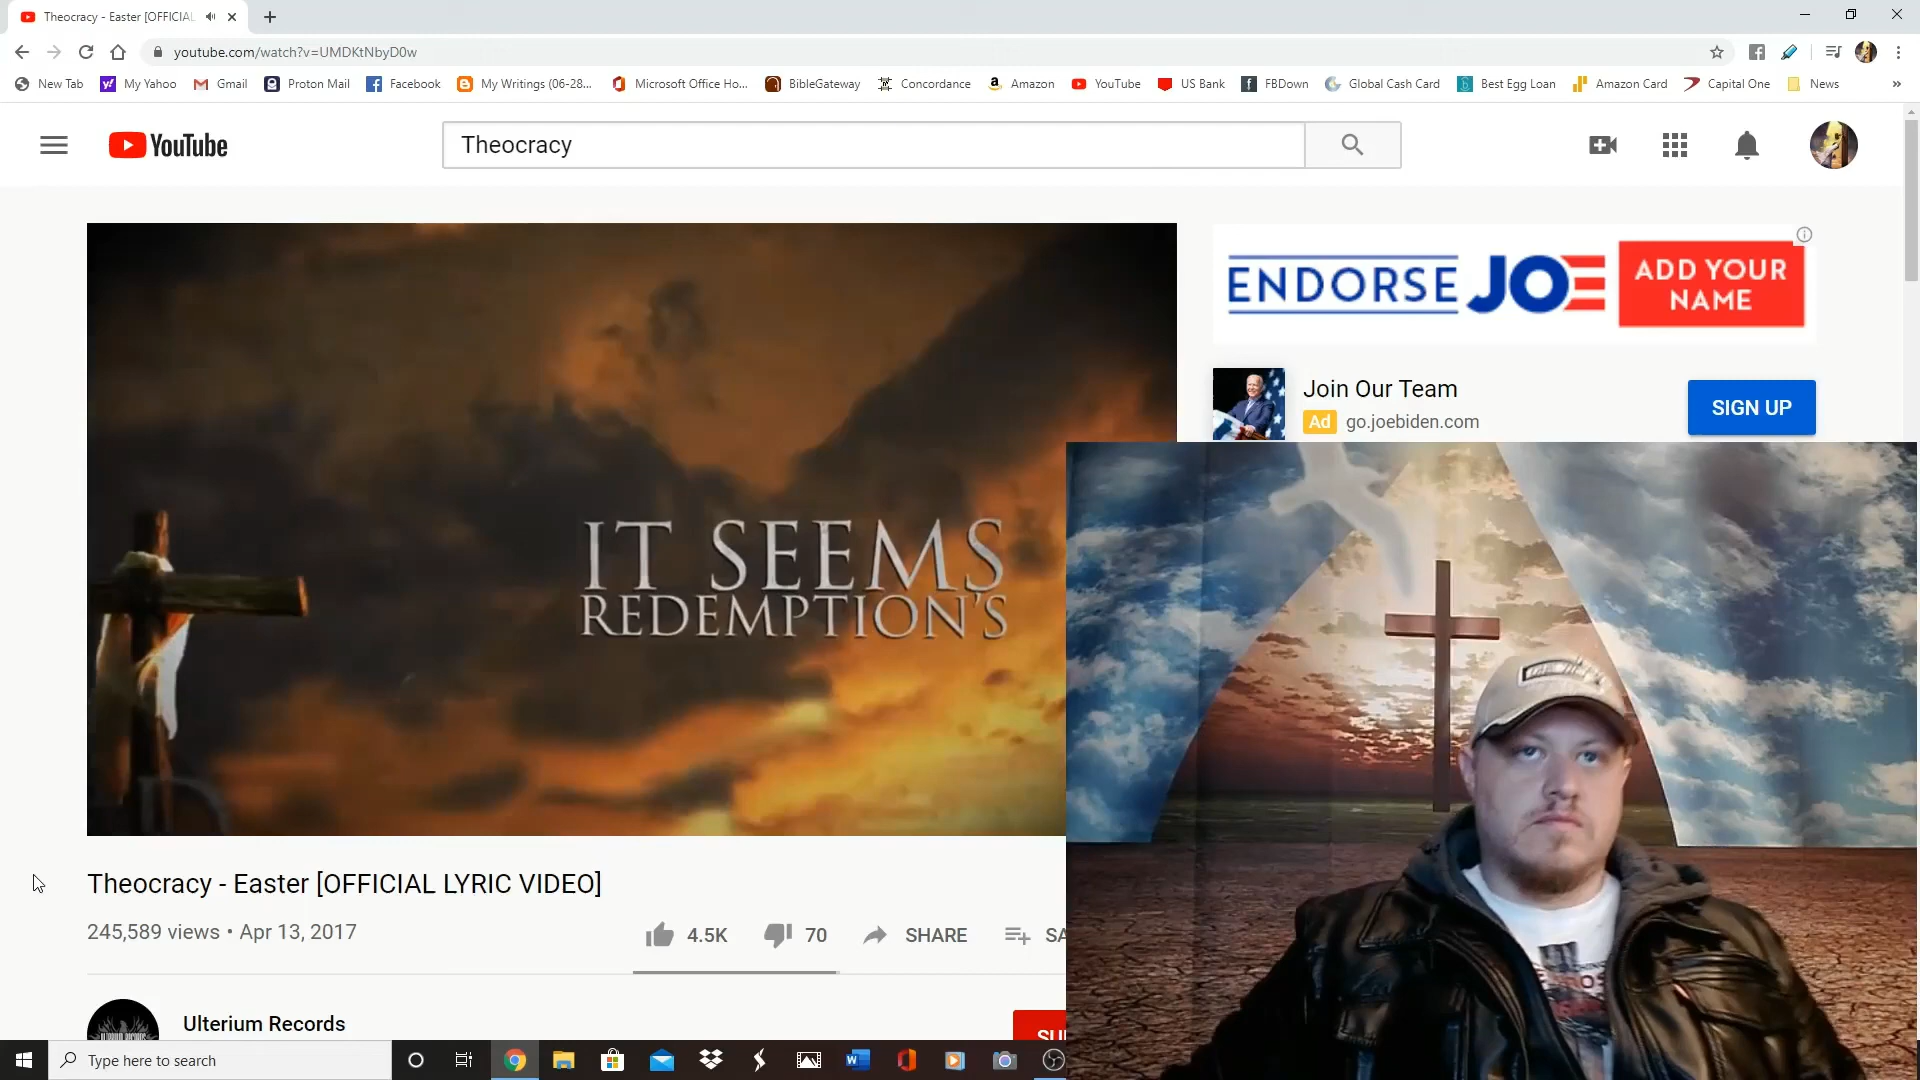 Theocracy - Easter [OFFICIAL
youtube.com/watch?v=UMDKtNbyD0w
New Tab My Yahoo Gmail Proton Mail Facebook My Writings (06-28... Microsoft Office Ho... BibleGateway Concordance Amazon YouTube US Bank FBDown Global Cash Card Best Egg Loan Amazon Card Capital One News
YouTube
Theocracy
IT SEEMS
REDEMPTION'S
ENDORSE JOE
ADD YOUR
NAME
Join Our Team
Ad go.joebiden.com
SIGN UP
Theocracy - Easter [OFFICIAL LYRIC VIDEO]
245,589 views • Apr 13, 2017
4.5K 70 SHARE SA
Ulterium Records
SU
Type here to search